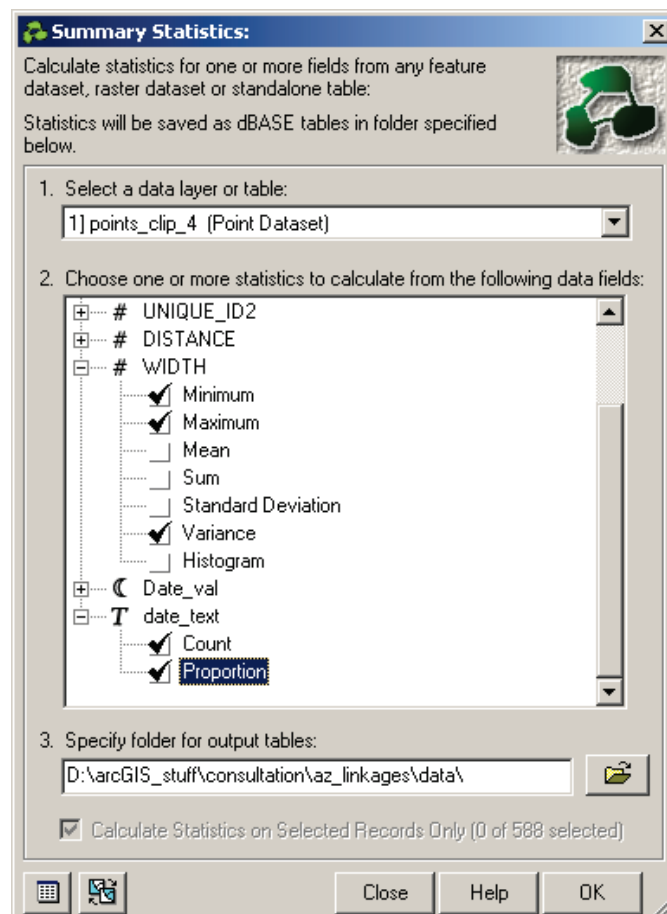 Summary Statistics:
Calculate statistics for one or more fields from any feature
dataset, raster dataset or standalone table:
Statistics will be saved as dBASE tables in folder specified
below.
1. Select a data layer or table:
1] points_clip_4 (Point Dataset)
2. Choose one or more statistics to calculate from the following data fields:
# UNIQUE_ID2
# DISTANCE
# WIDTH
Minimum
Maximum
Mean
Sum
Standard Deviation
Variance
Histogram
Date_val
T date_text
Count
Proportion
3. Specify folder for output tables:
D:\arcGIS_stuff\consultation\az_linkages\data\
Calculate Statistics on Selected Records Only (0 of 588 selected)
Close Help OK